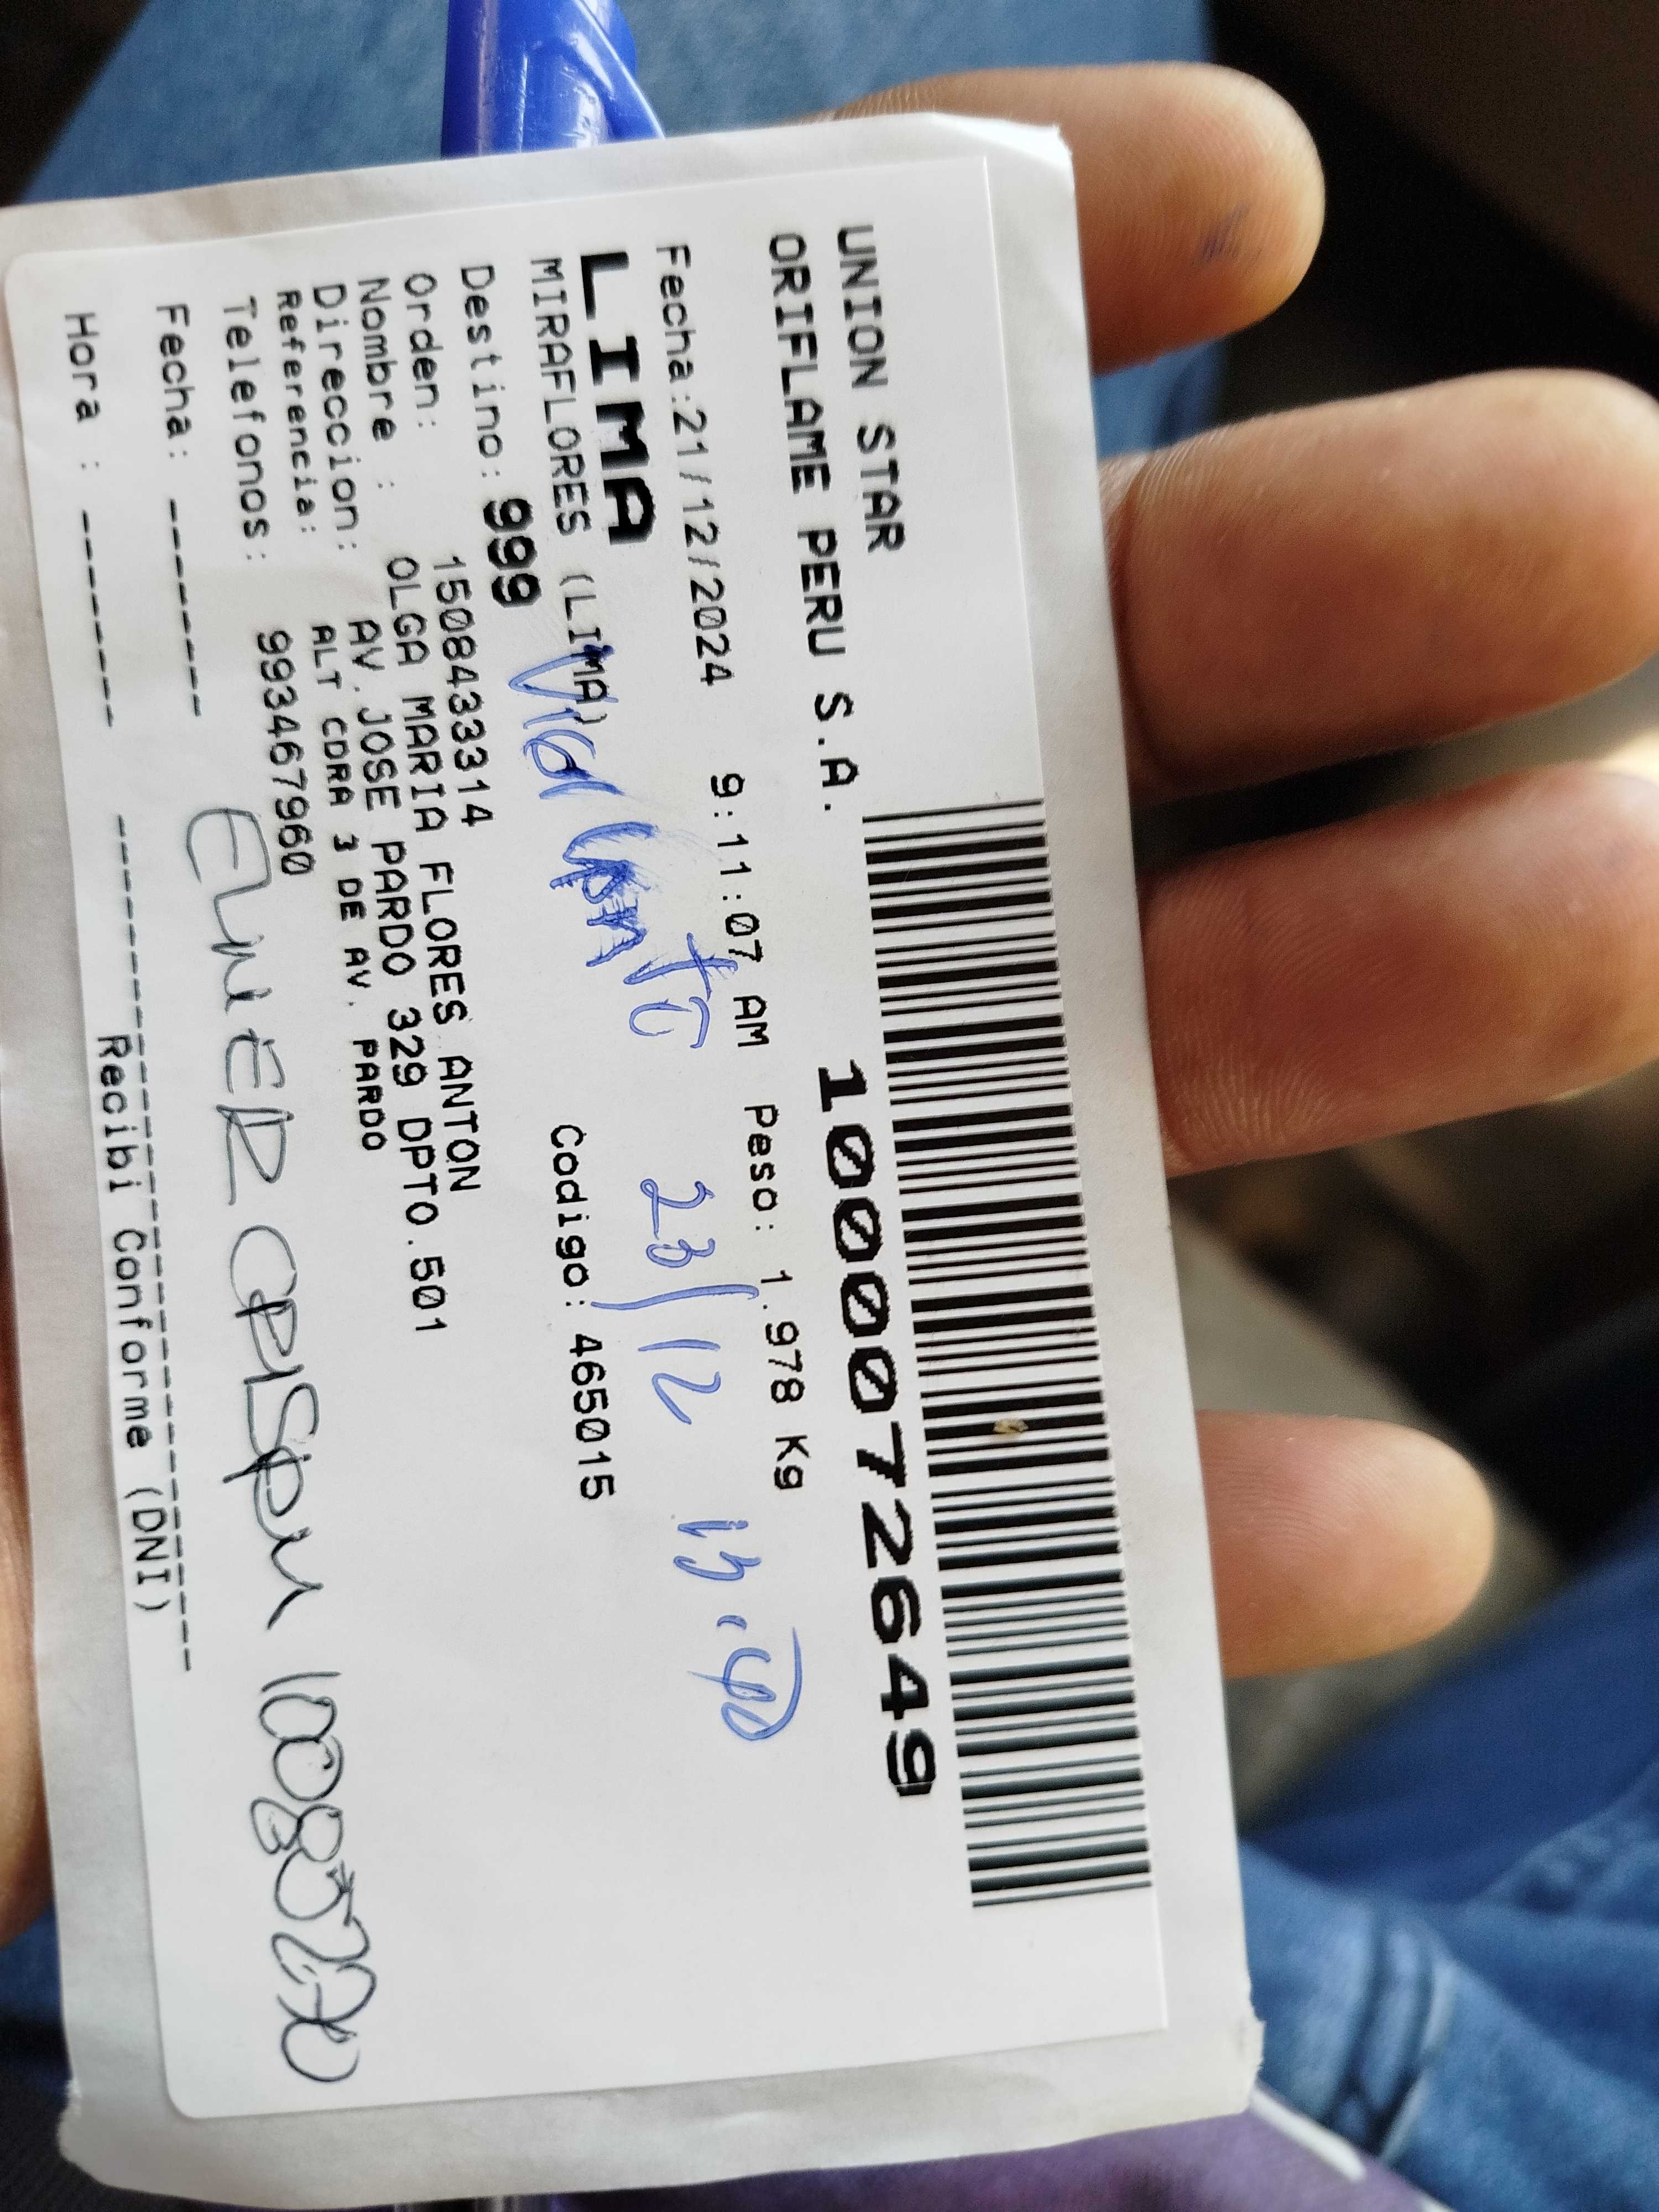 UNION STAR
ORIFLAME PERU S.A.
1000072649
Fecha:21/12/2024 9:11:07 AM Peso: 1.978 Kg
LIMA
23/12
MIRAFLORES (LIMA)
Codigo: 465015
Destino: 999
Orden: 1508433314
Nombre : OLGA MARIA FLORES ANTON
Direccion: AV.JOSE PARDO 329 DPTO.501
Referencia: ALT CDRA 3 DE AV. PARDO
Telefonos: 993467960
Fecha: -------
Hora : --------
Recibi Conforme (DNI)